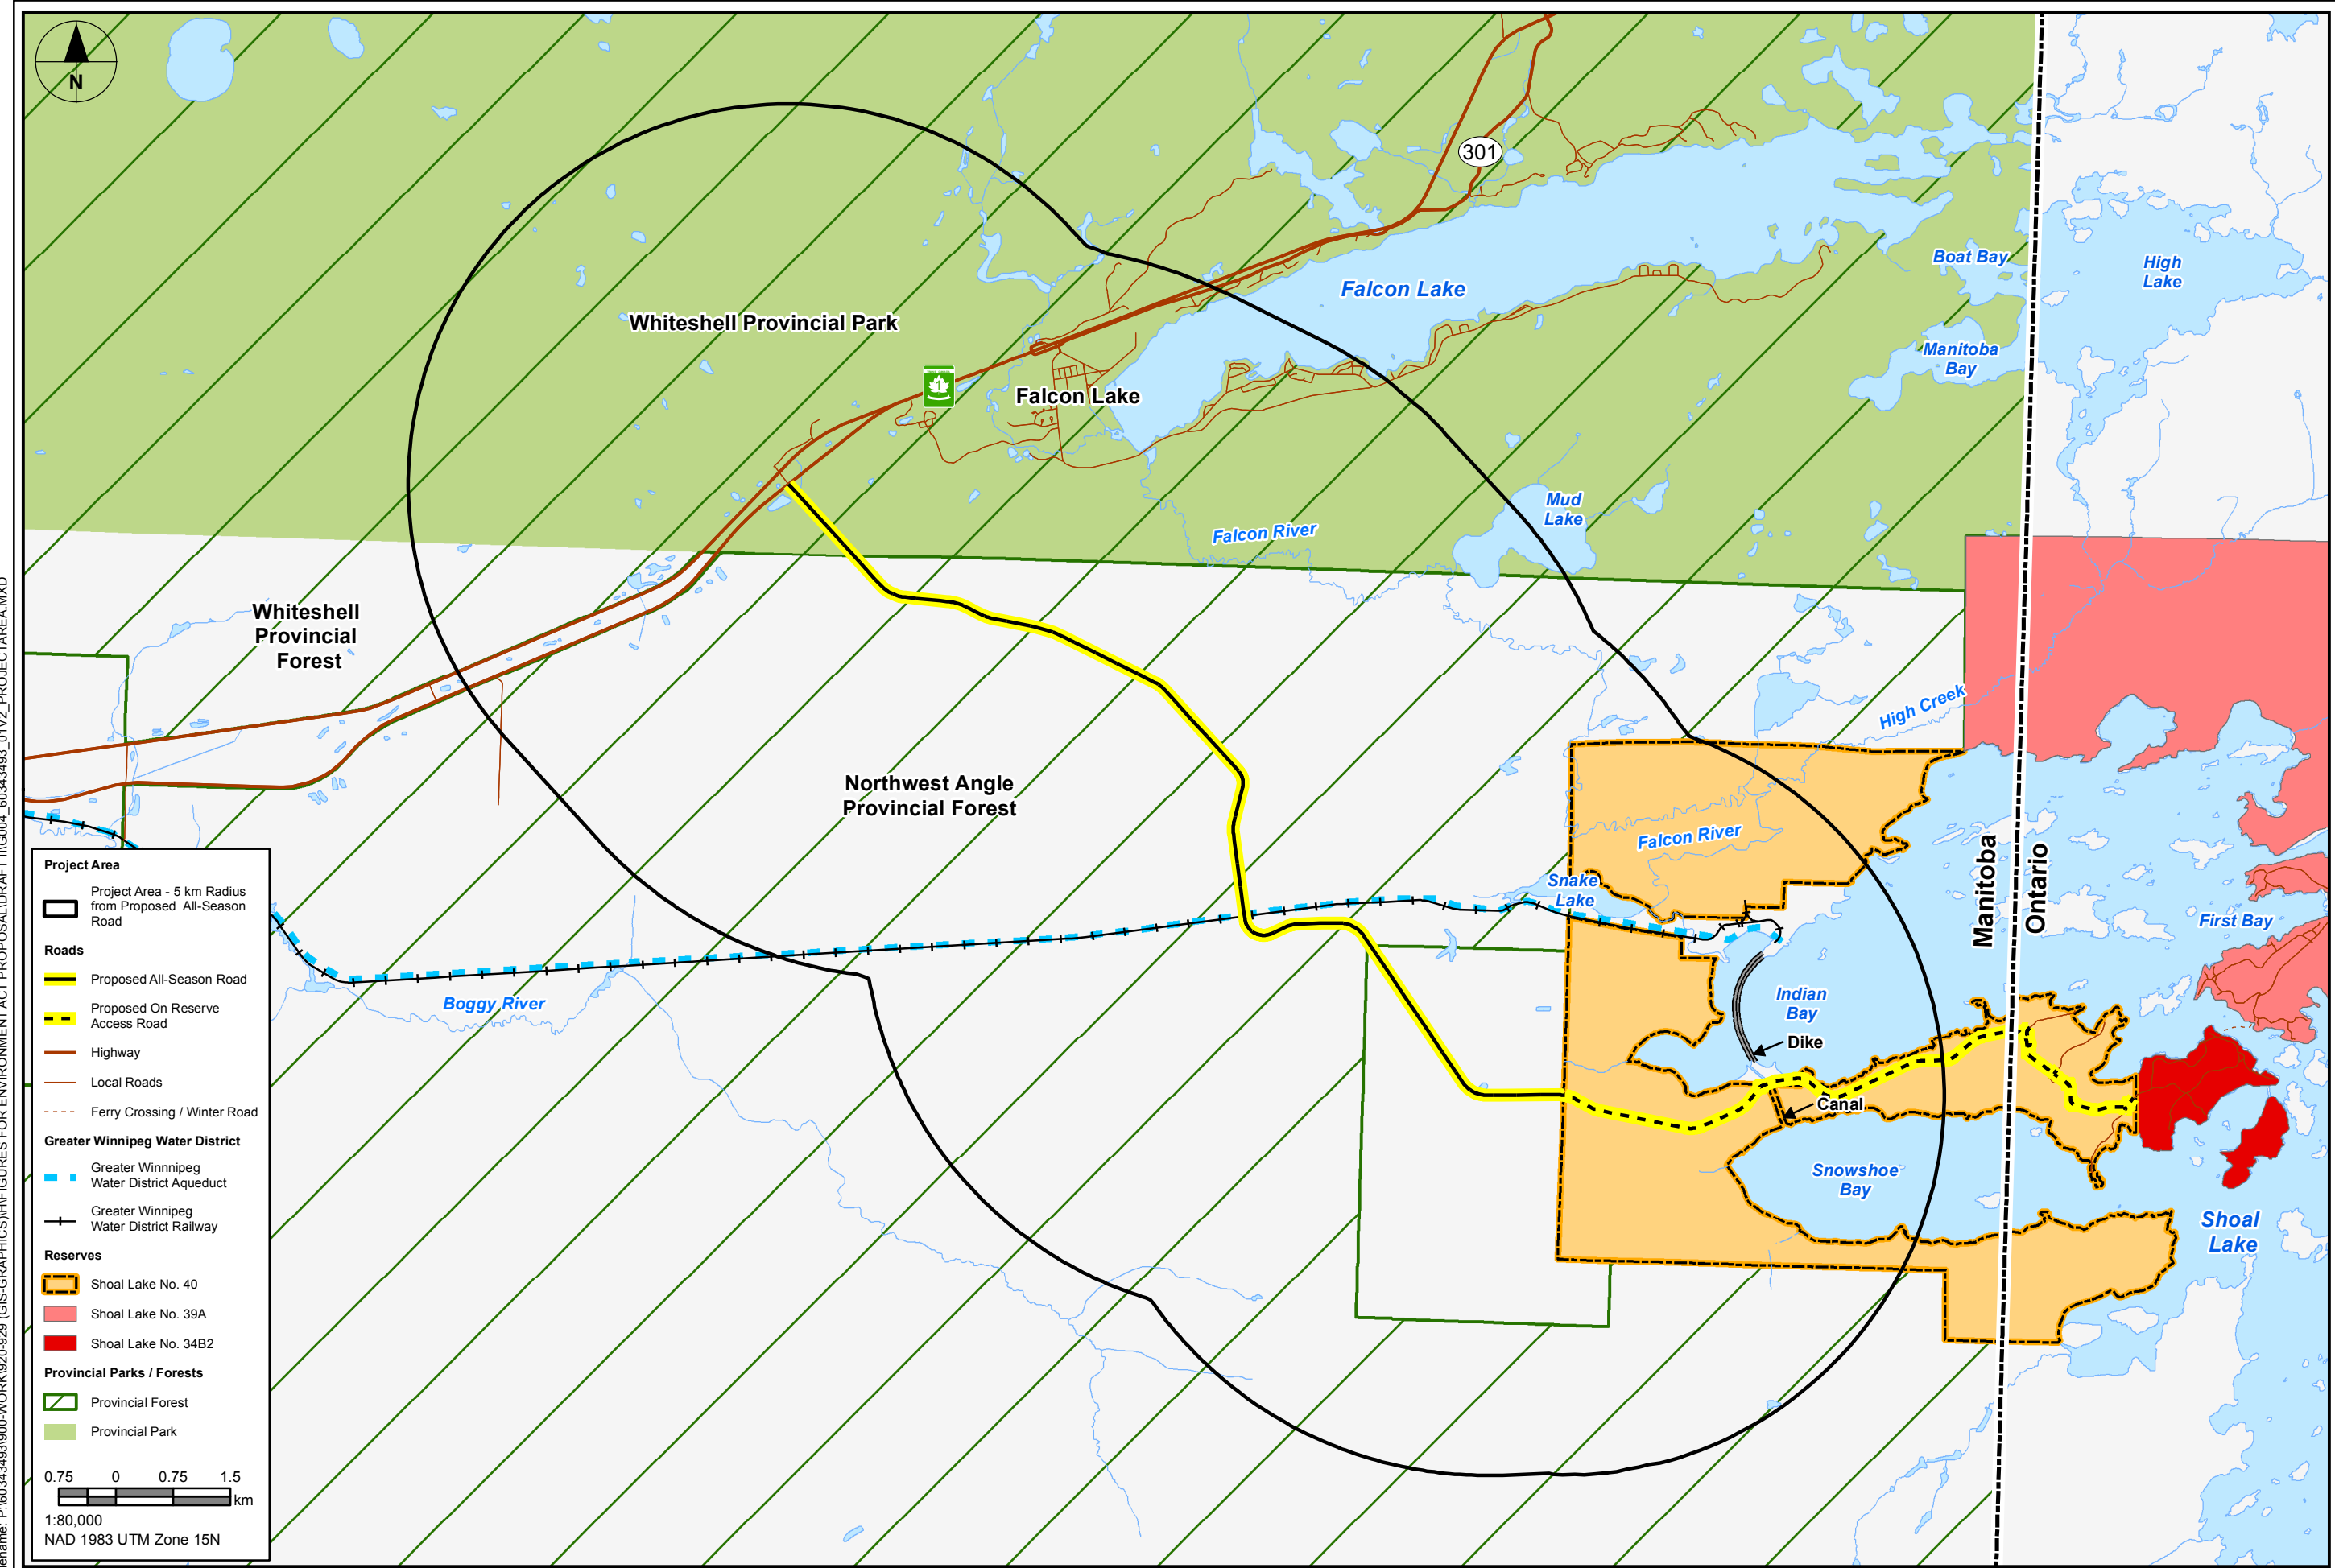 N
301
Boat Bay
High
Lake
Falcon Lake
Whiteshell Provincial Park
Manitoba
Bay
1
Falcon Lake
Mud
Lake
Falcon River
Whiteshell
Provincial
Forest
High Creek
Northwest Angle
Provincial Forest
Falcon River
Manitoba
Ontario
Snake
Lake
First Bay
Indian
Bay
Boggy River
Dike
Canal
Snowshoe
Bay
Shoal
Lake
Project Area
Project Area - 5 km Radius
from Proposed All-Season
Road
Roads
Proposed All-Season Road
Proposed On Reserve
Access Road
Highway
Local Roads
Ferry Crossing / Winter Road
Greater Winnipeg Water District
Greater Winnnipeg
Water District Aqueduct
Greater Winnipeg
Water District Railway
Reserves
Shoal Lake No. 40
Shoal Lake No. 39A
Shoal Lake No. 34B2
Provincial Parks / Forests
Provincial Forest
Provincial Park
0.75 0 0.75 1.5
km
1:80,000
NAD 1983 UTM Zone 15N